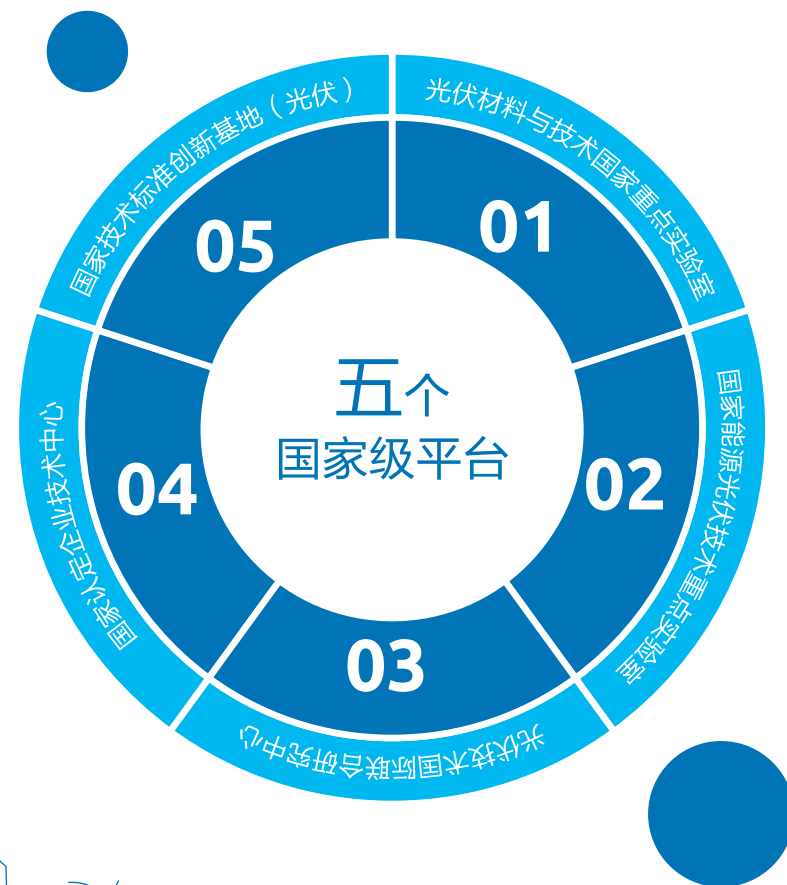 五个
国家级平台
01
光伏材料与技术国家重点实验室
02
国家能源光伏技术重点实验室
03
光伏技术国际联合研究中心
04
国家认定企业技术中心
05
国家技术标准创新基地（光伏）